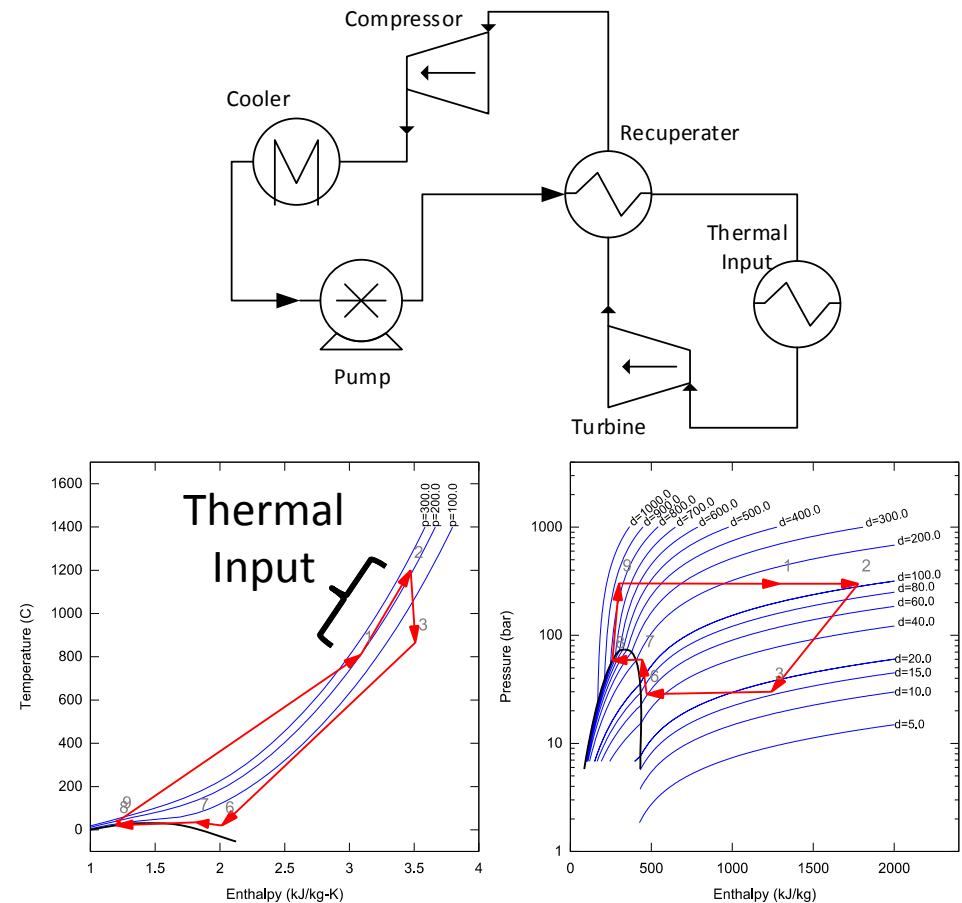 Compressor
Cooler
Recuperater
Thermal
Input
Pump
Turbine
1600
1400
1200
1000
800
600
400
200
0
Temperature (C)
1
1.5
2
2.5
3
3.5
4
Enthalpy (kJ/kg-K)
Thermal
Input
p=300.0
p=200.0
p=100.0
2
1
3
9
8
7
6
1000
100
10
1
Pressure (bar)
0
500
1000
1500
2000
Enthalpy (kJ/kg)
d=1000.0
d=900.0
d=800.0
d=700.0
d=600.0
d=500.0
d=400.0
d=300.0
d=200.0
d=100.0
d=80.0
d=60.0
d=40.0
d=20.0
d=15.0
d=10.0
d=5.0
9
1
2
8
7
6
3